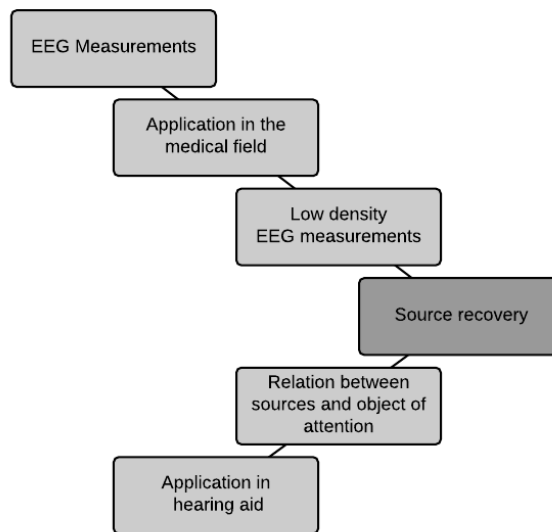 EEG Measurements
Application in the
medical field
Low density
EEG measurements
Source recovery
Relation between
sources and object of
attention
Application in
hearing aid